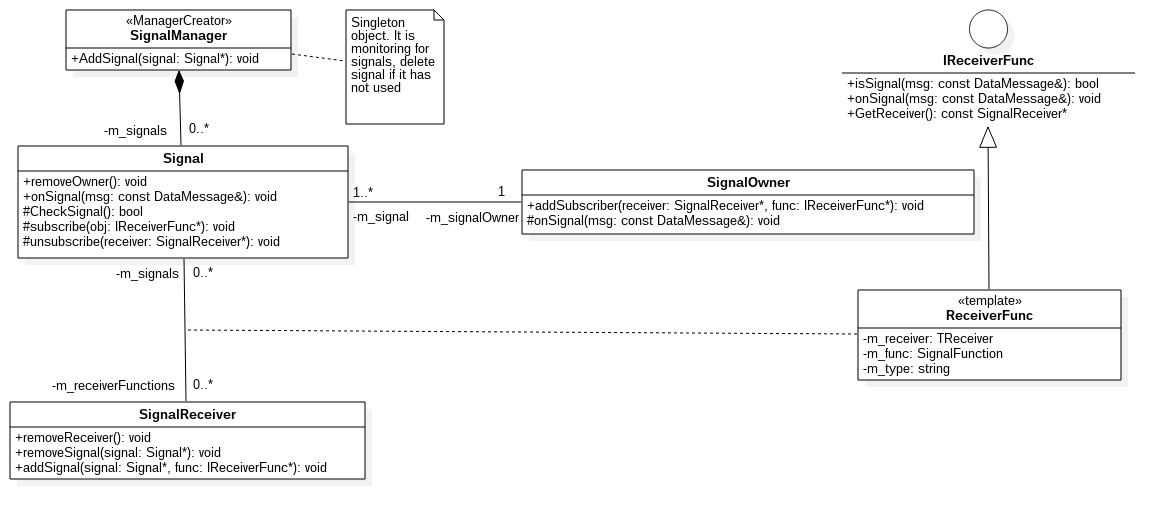 «ManagerCreator»
SignalManager
+AddSignal(signal: Signal*): void
Singleton
object. It is
monitoring for
signals, delete
signal if it has
not used
IReceiverFunc
+isSignal(msg: const DataMessage&): bool
+onSignal(msg: const DataMessage&): void
+GetReceiver(): const SignalReceiver*
-m_signals
0..*
Signal
+removeOwner(): void
+onSignal(msg: const DataMessage&): void
#CheckSignal(): bool
#subscribe(obj: IReceiverFunc*): void
#unsubscribe(receiver: SignalReceiver*): void
1..*
1
-m_signal
-m_signalOwner
SignalOwner
+addSubscriber(receiver: SignalReceiver*, func: IReceiverFunc*): void
#onSignal(msg: const DataMessage&): void
-m_signals
0..*
«template»
ReceiverFunc
-m_receiver: TReceiver
-m_func: SignalFunction
-m_type: string
-m_receiverFunctions
0..*
SignalReceiver
+removeReceiver(): void
+removeSignal(signal: Signal*): void
+addSignal(signal: Signal*, func: IReceiverFunc*): void